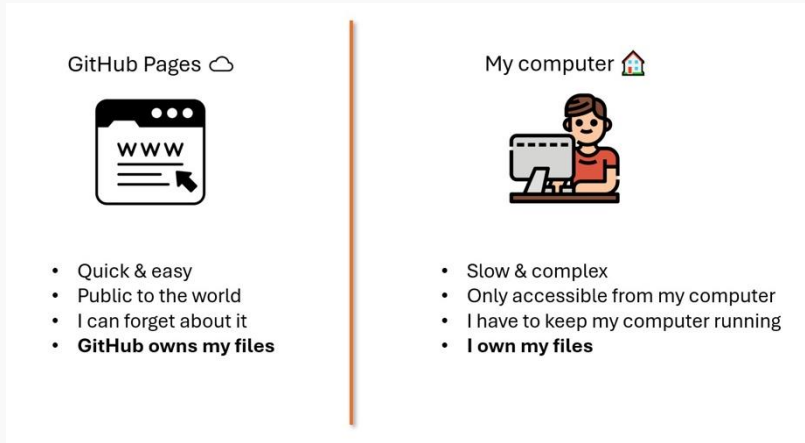 GitHub Pages
WWW
• Quick & easy
• Public to the world
• I can forget about it
• GitHub owns my files
My computer
• Slow & complex
• Only accessible from my computer
• I have to keep my computer running
• I own my files